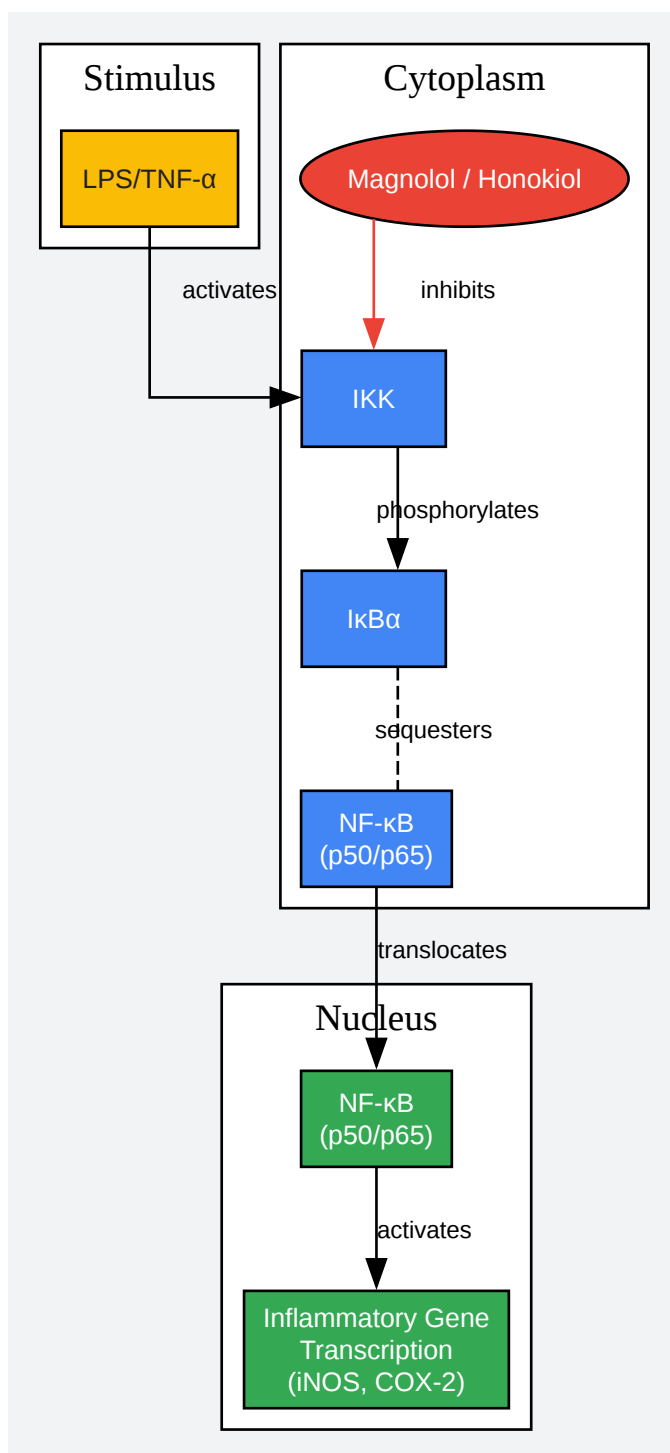 Stimulus
Cytoplasm
LPS/TNF-α
Magnolol / Honokiol
activates
inhibits
IKK
phosphorylates
IκBα
sequesters
NF-κB
(p50/p65)
translocates
Nucleus
NF-κB
(p50/p65)
activates
Inflammatory Gene
Transcription
(iNOS, COX-2)